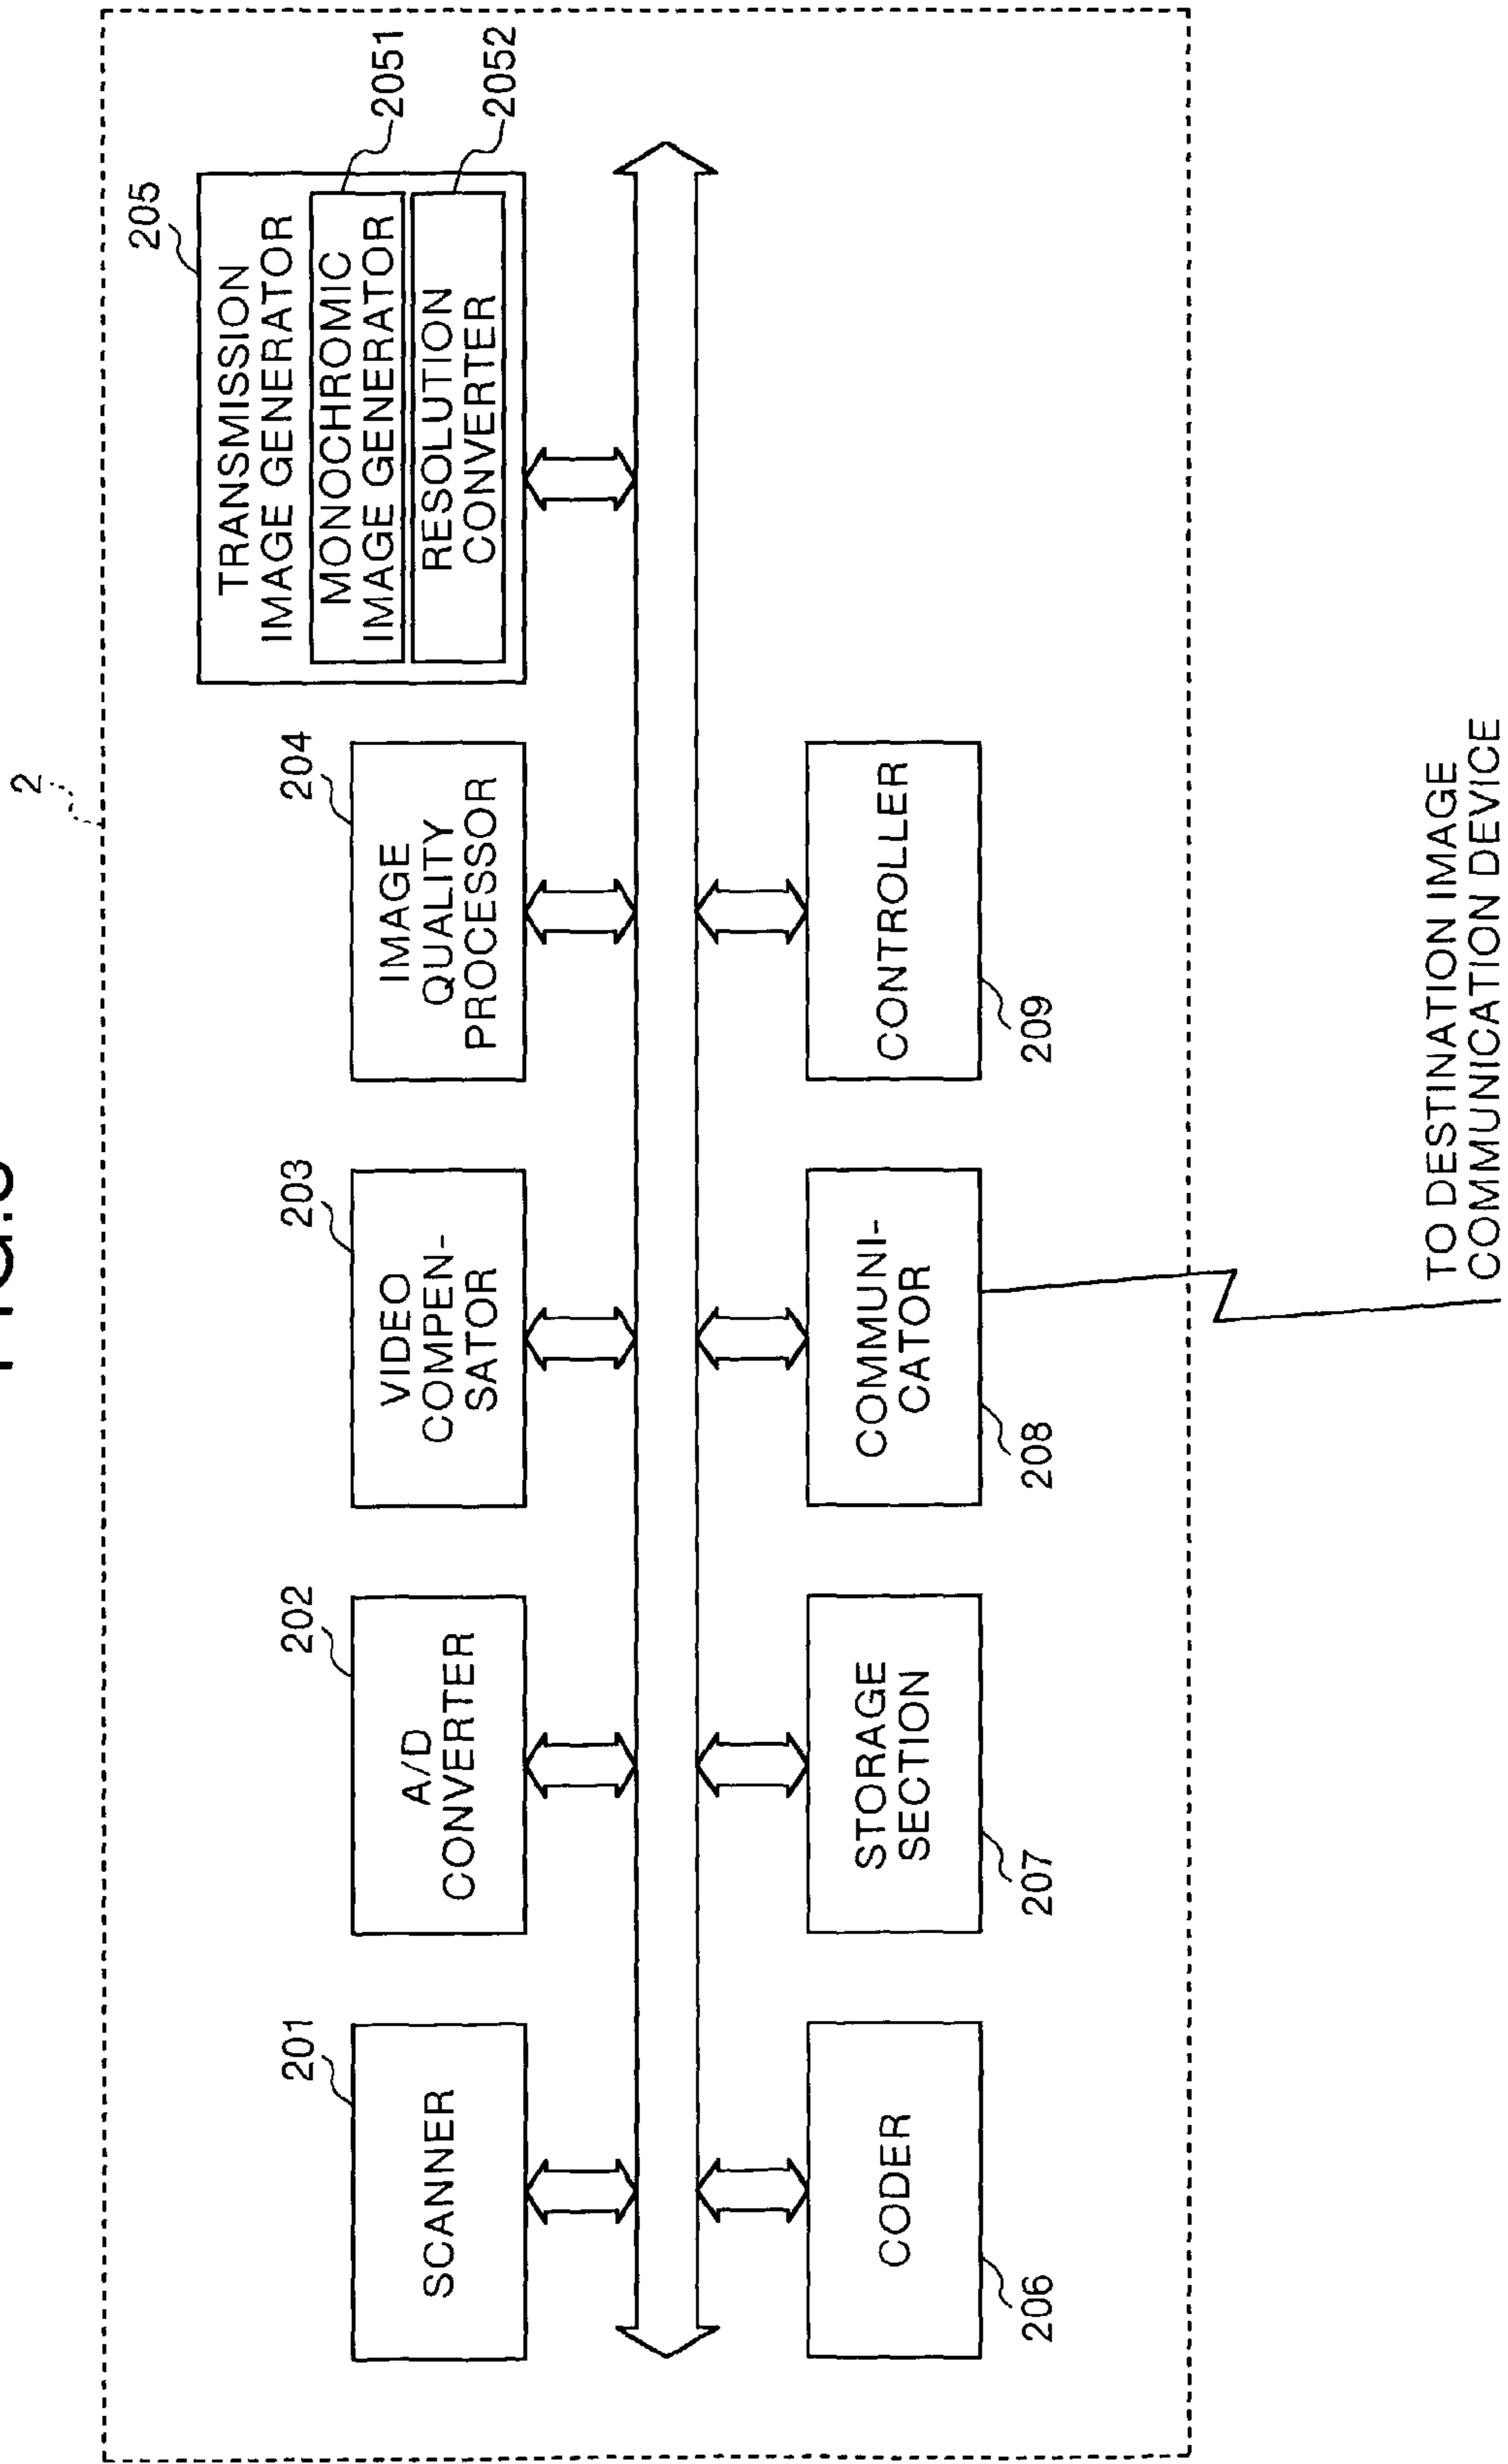 2
201
SCANNER
202
A/D
CONVERTER
203
VIDEO
COMPEN-
SATOR
204
IMAGE
QUALITY
PROCESSOR
205
TRANSMISSION
IMAGE GENERATOR
MONOCHROMIC
IMAGE GENERATOR
2051
RESOLUTION
CONVERTER
2052
CODER
206
STORAGE
SECTION
207
COMMUNI-
CATOR
208
CONTROLLER
209
TO DESTINATION IMAGE
COMMUNICATION DEVICE